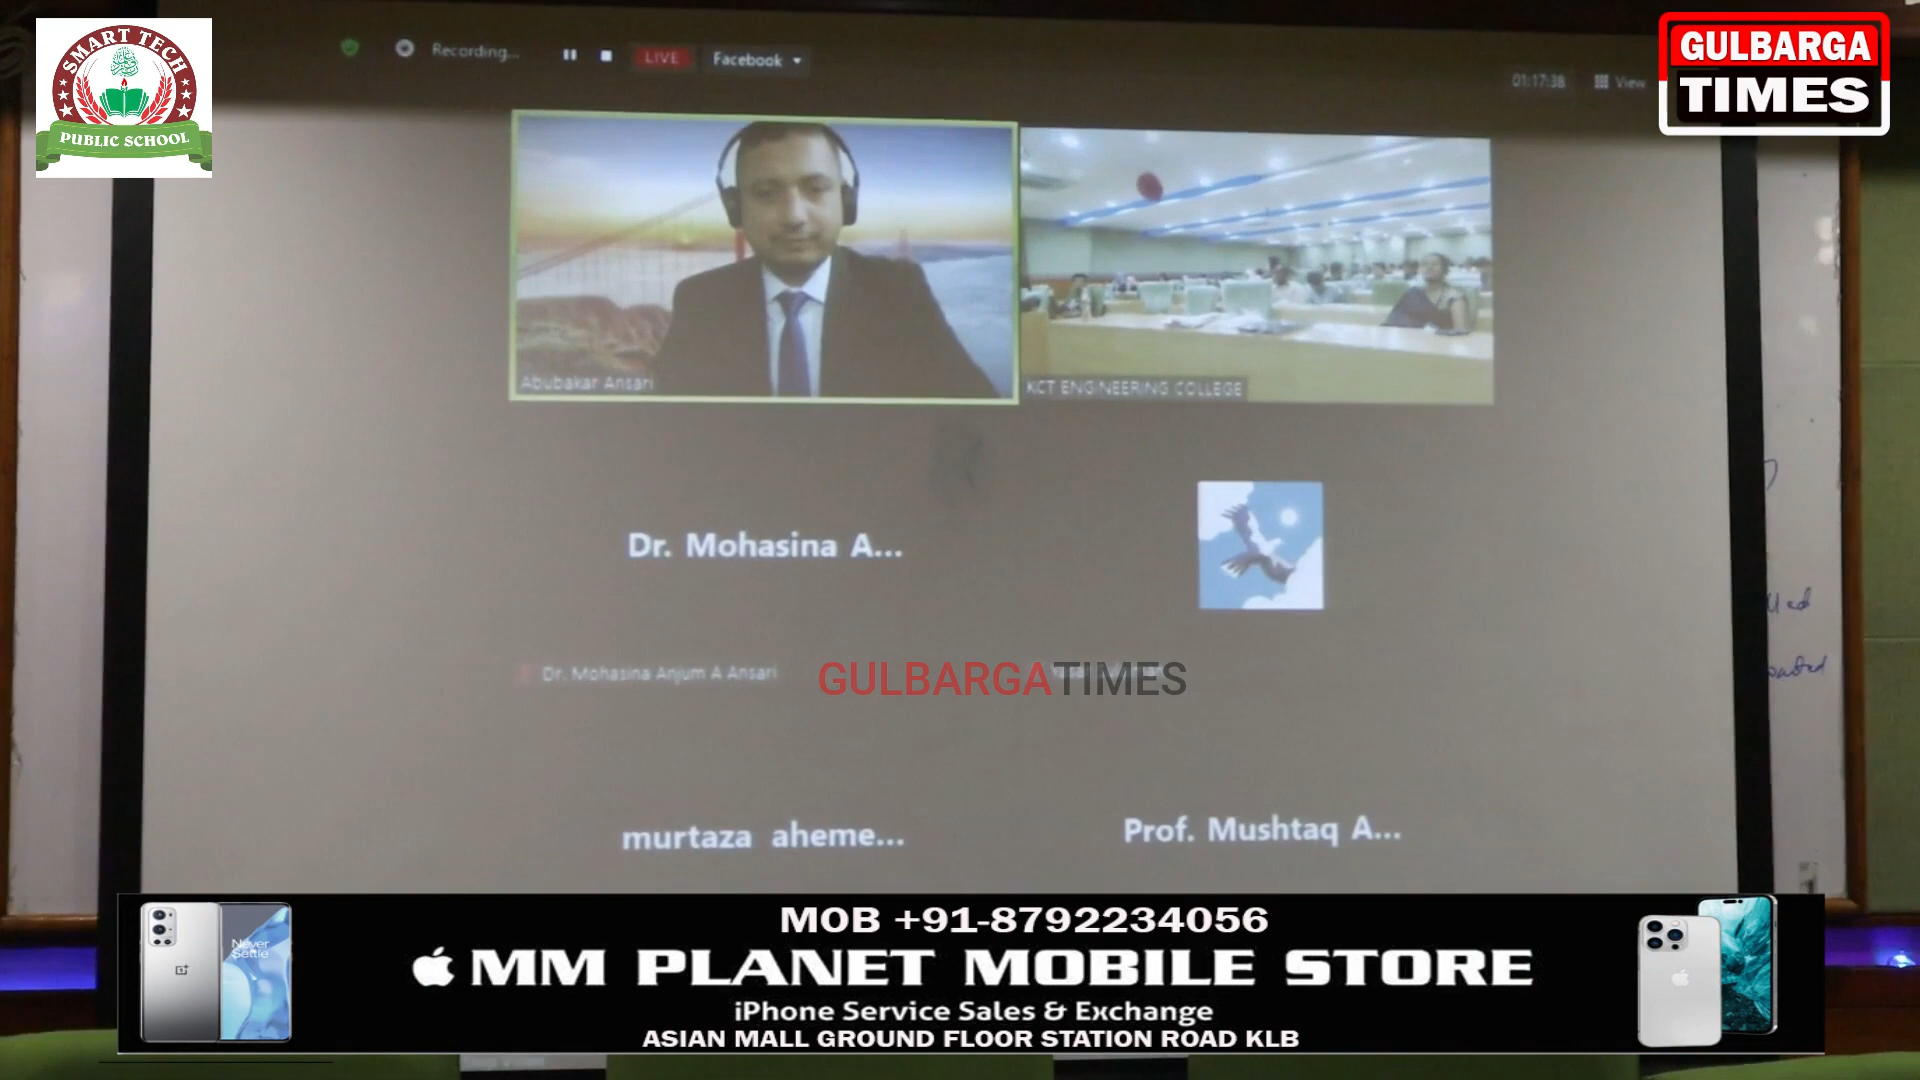 SMART TECH
PUBLIC SCHOOL
Recording...
LIVE
Facebook
01:17:38
View
GULBARGA
TIMES
Abubakar Ansari
KCT ENGINEERING COLLEGE
Dr. Mohasina A...
Dr. Mohasina Anjum A Ansari
GULBARGATIMES
murtaza aheme...
Prof. Mushtaq A...
Never
Settle
MOB +91-8792234056
MM PLANET MOBILE STORE
iPhone Service Sales & Exchange
ASIAN MALL GROUND FLOOR STATION ROAD KLB